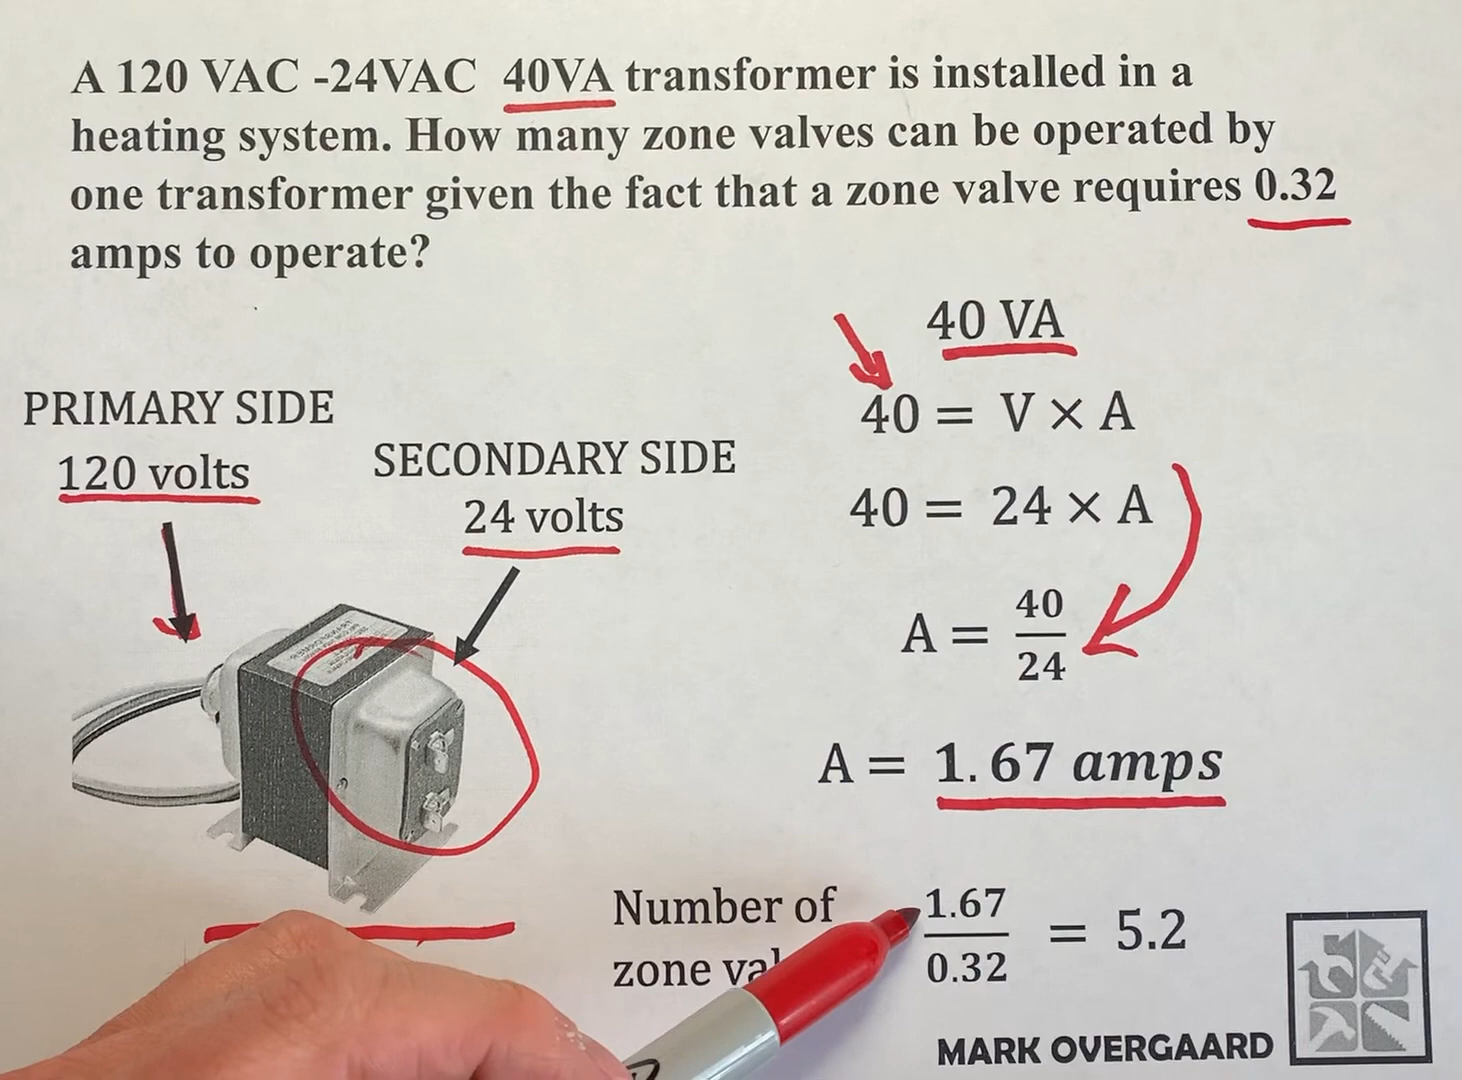 A 120 VAC -24VAC 40VA transformer is installed in a
heating system. How many zone valves can be operated by
one transformer given the fact that a zone valve requires 0.32
amps to operate?
40 VA
40 = V × A
40 = 24 × A
A = 40/24
A = 1.67 amps
PRIMARY SIDE
120 volts
SECONDARY SIDE
24 volts
Number of
zone val
1.67/0.32 = 5.2
MARK OVERGAARD